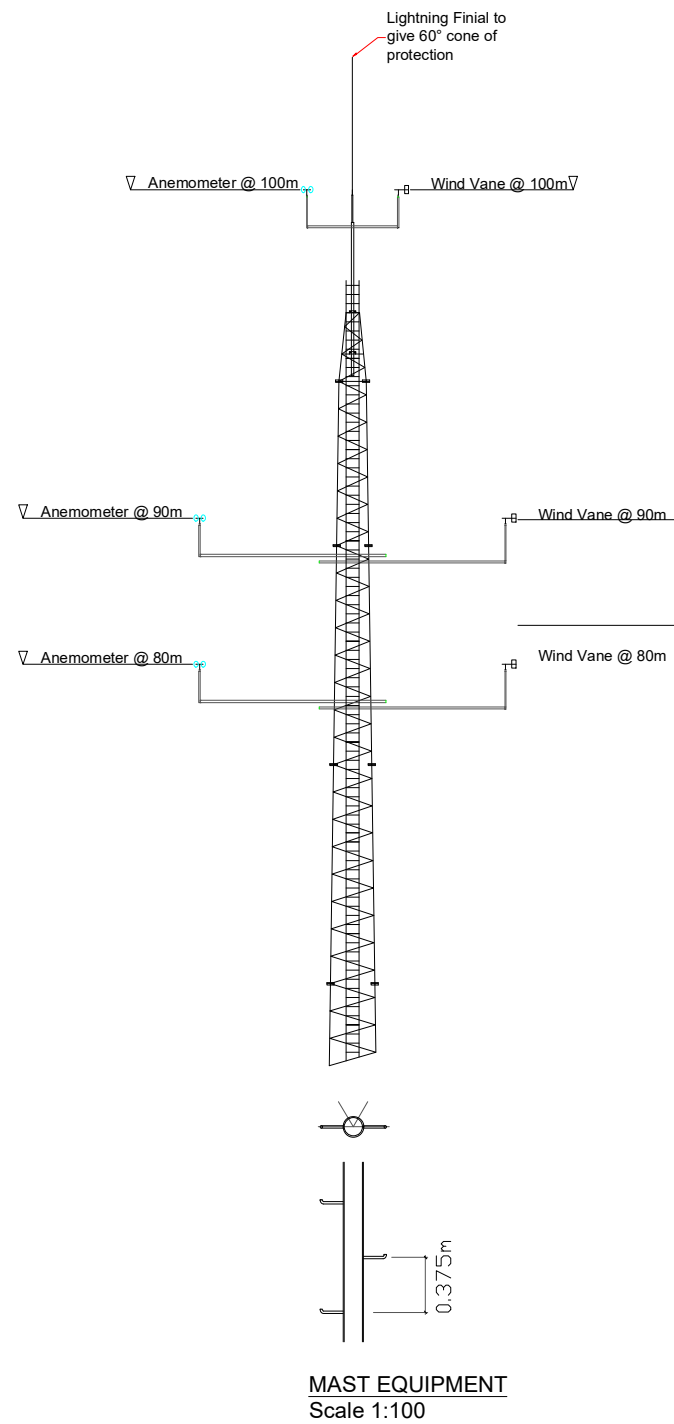 Lightning Finial to
give 60° cone of
protection
Anemometer @ 100m
Wind Vane @ 100m
Anemometer @ 90m
Wind Vane @ 90m
Anemometer @ 80m
Wind Vane @ 80m
0.375m
MAST EQUIPMENT
Scale 1:100